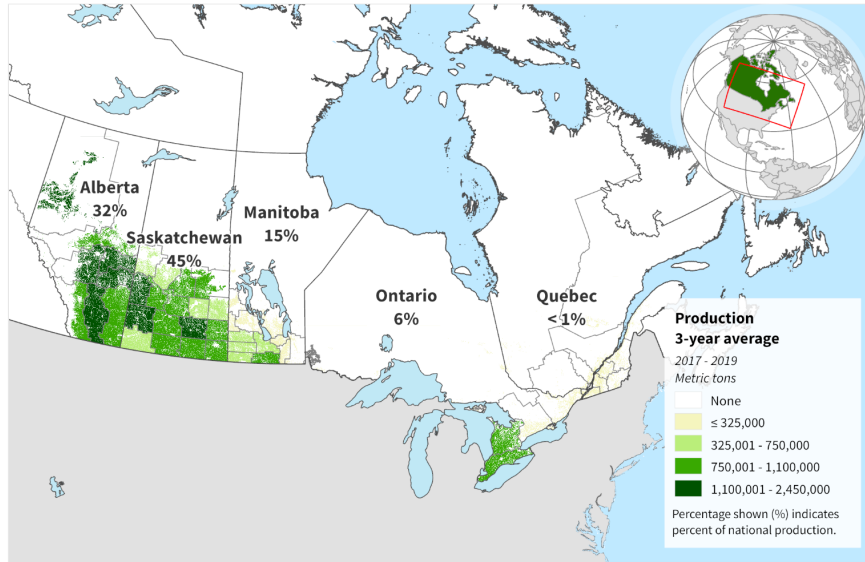 Alberta
32%
Saskatchewan
45%
Manitoba
15%
Ontario
6%
Quebec
< 1%
Production
3-year average
2017 - 2019
Metric tons
None
≤ 325,000
325,001 - 750,000
750,001 - 1,100,000
1,100,001 - 2,450,000
Percentage shown (%) indicates
percent of national production.